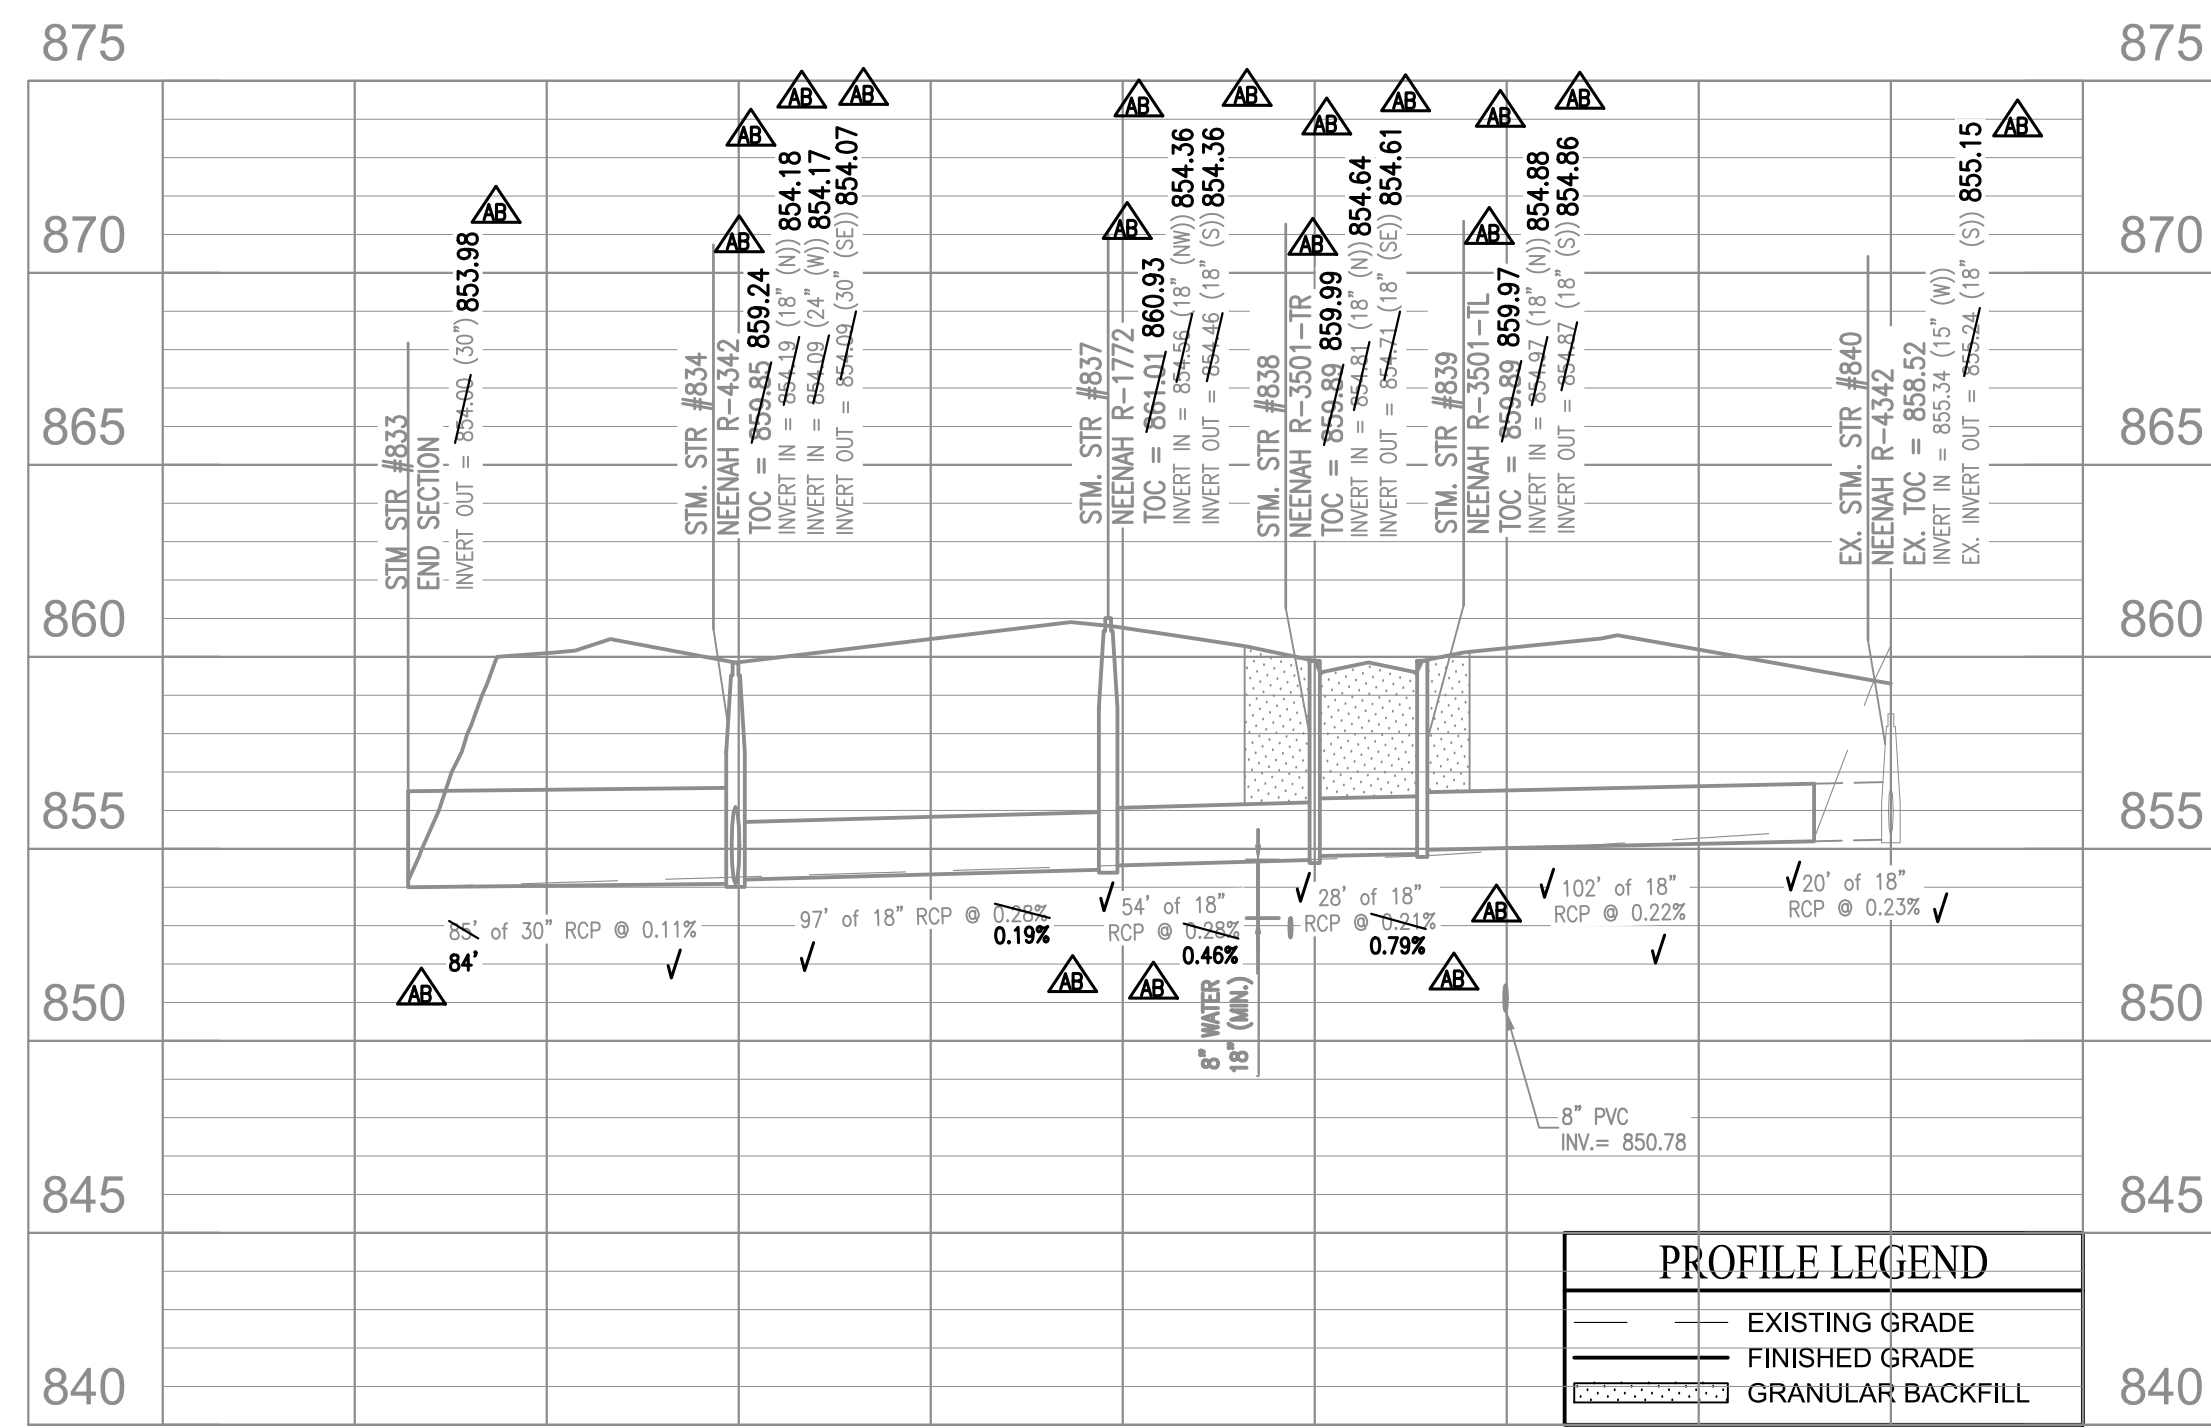 875
875
870
870
865
865
860
860
855
855
850
850
845
845
840
840
AB
STM STR #833
END SECTION
INVERT OUT = 854.00 (30") 853.98
AB
AB
AB
AB
STM. STR #834
NEENAH R-4342
TOC = 859.85 859.24
INVERT IN = 854.19 (18" (N)) 854.18
INVERT IN = 854.09 (24" (W)) 854.17
INVERT OUT = 854.09 (30" (SE)) 854.07
AB
AB
AB
STM. STR #837
NEENAH R-1772
TOC = 861.01 860.93
INVERT IN = 854.56 (18" (NW)) 854.36
INVERT OUT = 854.46 (18" (S)) 854.36
AB
AB
AB
STM. STR #838
NEENAH R-3501-TR
TOC = 859.89 859.99
INVERT IN = 854.81 (18" (N)) 854.64
INVERT OUT = 854.71 (18" (SE)) 854.61
AB
AB
AB
STM. STR #839
NEENAH R-3501-TL
TOC = 859.89 859.97
INVERT IN = 854.97 (18" (N)) 854.88
INVERT OUT = 854.87 (18" (S)) 854.86
AB
EX. STM. STR #840
NEENAH R-4342
EX. TOC = 858.52
INVERT IN = 855.34 (15" (W))
EX. INVERT OUT = 855.24 (18" (S)) 855.15
85' of 30" RCP @ 0.11%
84'
AB
97' of 18" RCP @ 0.28%
0.19%
AB
54' of 18"
RCP @ 0.28%
0.46%
AB
28' of 18"
RCP @ 0.21%
0.79%
AB
AB
102' of 18"
RCP @ 0.22%
20' of 18"
RCP @ 0.23%
8" WATER
18" (MIN.)
8" PVC
INV.= 850.78
PROFILE LEGEND
EXISTING GRADE
FINISHED GRADE
GRANULAR BACKFILL